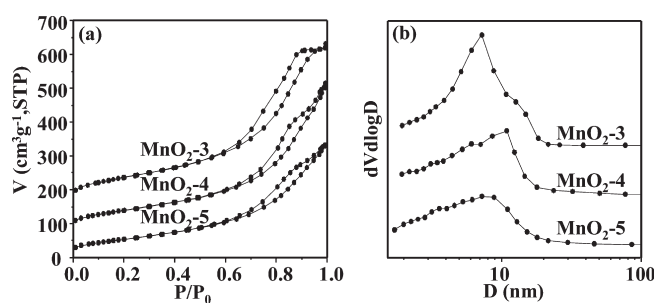 (a)
V (cm³g⁻¹,STP)
700
600
500
400
300
200
100
0
MnO₂-3
MnO₂-4
MnO₂-5
0.0 0.2 0.4 0.6 0.8 1.0
P/P₀
(b)
dVdlogD
MnO₂-3
MnO₂-4
MnO₂-5
10 100
D (nm)